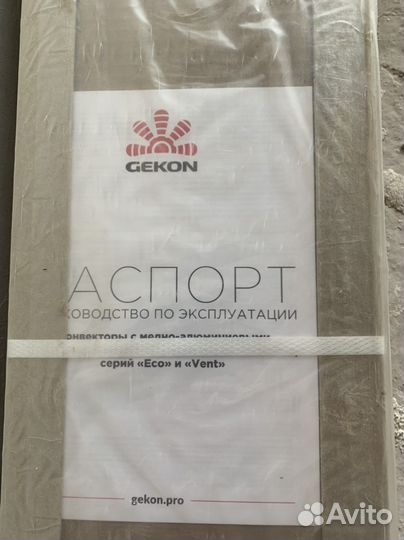 GEKON
АСПОРТ
ОВОДСТВО ПО ЭКСПЛУАТАЦИИ
онвекторы с медно-алюминиевыми
серий «Eco» и «Vent»
gekon.pro
Avito